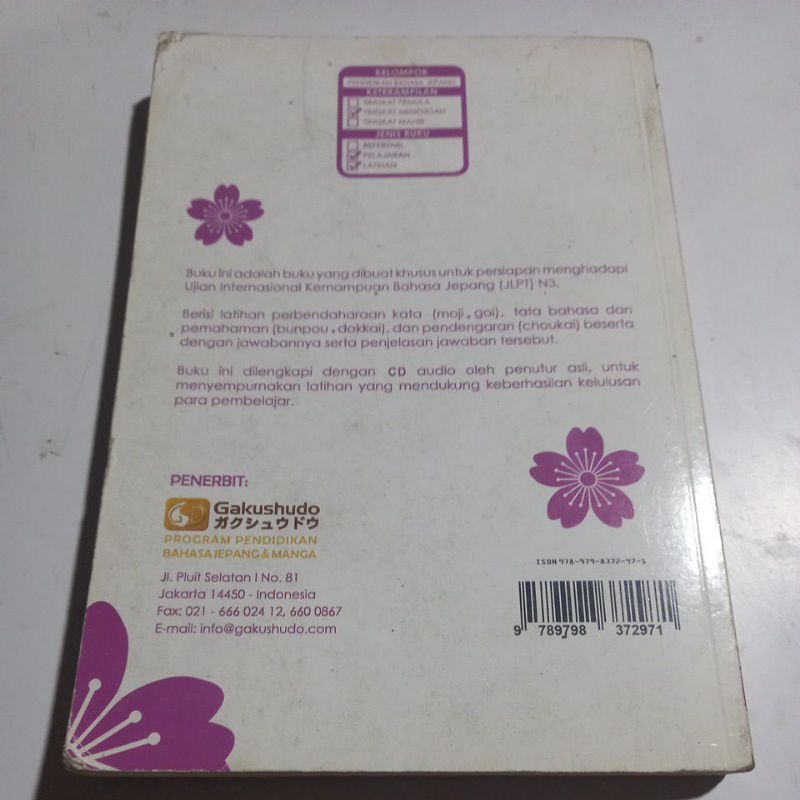 KELOMPOK
PENDIDIKAN BAHASA JEPANG
KETERAMPILAN
TINGKAT PEMULA
TINGKAT MENENGAH
TINGKAT MAHIR
JENIS BUKU
REFERENSI
PELAJARAN
LATIHAN
Buku ini adalah buku yang dibuat khusus untuk persiapan menghadapi
Ujian Internasional Kemampuan Bahasa Jepang (JLPT) N3.
Berisi latihan perbendaharaan kata (moji.goi), tata bahasa dan
pemahaman (bunpou.dokkai), dan pendengaran (choukai) beserta
dengan jawabannya serta penjelasan jawaban tersebut.
Buku ini dilengkapi dengan CD audio oleh penutur asli, untuk
menyempurnakan latihan yang mendukung keberhasilan kelulusan
para pembelajar.
PENERBIT:
Gakushudo
ガクシュウドウ
PROGRAM PENDIDIKAN
BAHASA JEPANG & MANGA
Jl. Pluit Selatan I No. 81
Jakarta 14450 - Indonesia
Fax: 021 - 666 024 12, 660 0867
E-mail: info@gakushudo.com
ISBN 978-979-8372-97-1
9 789798 372971